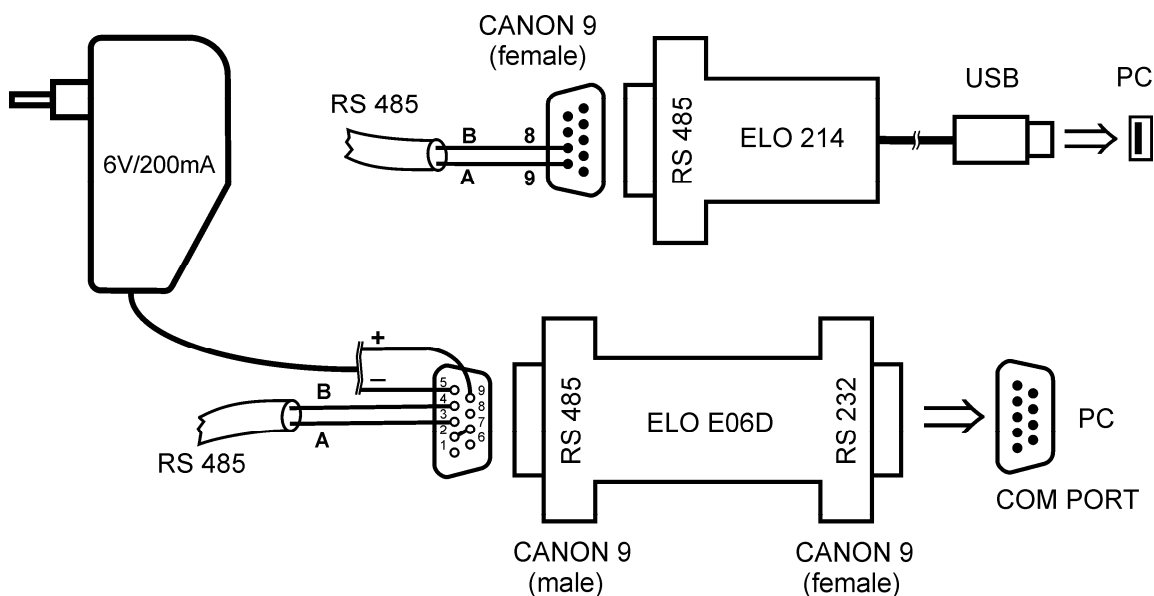 CANON 9
(female)
RS 485
B
8
A
9
RS 485
ELO 214
USB
PC
6V/200mA
+
–
B
A
RS 485
5
4
3
2
1
9
8
7
6
RS 485
ELO E06D
RS 232
PC
COM PORT
CANON 9
(male)
CANON 9
(female)